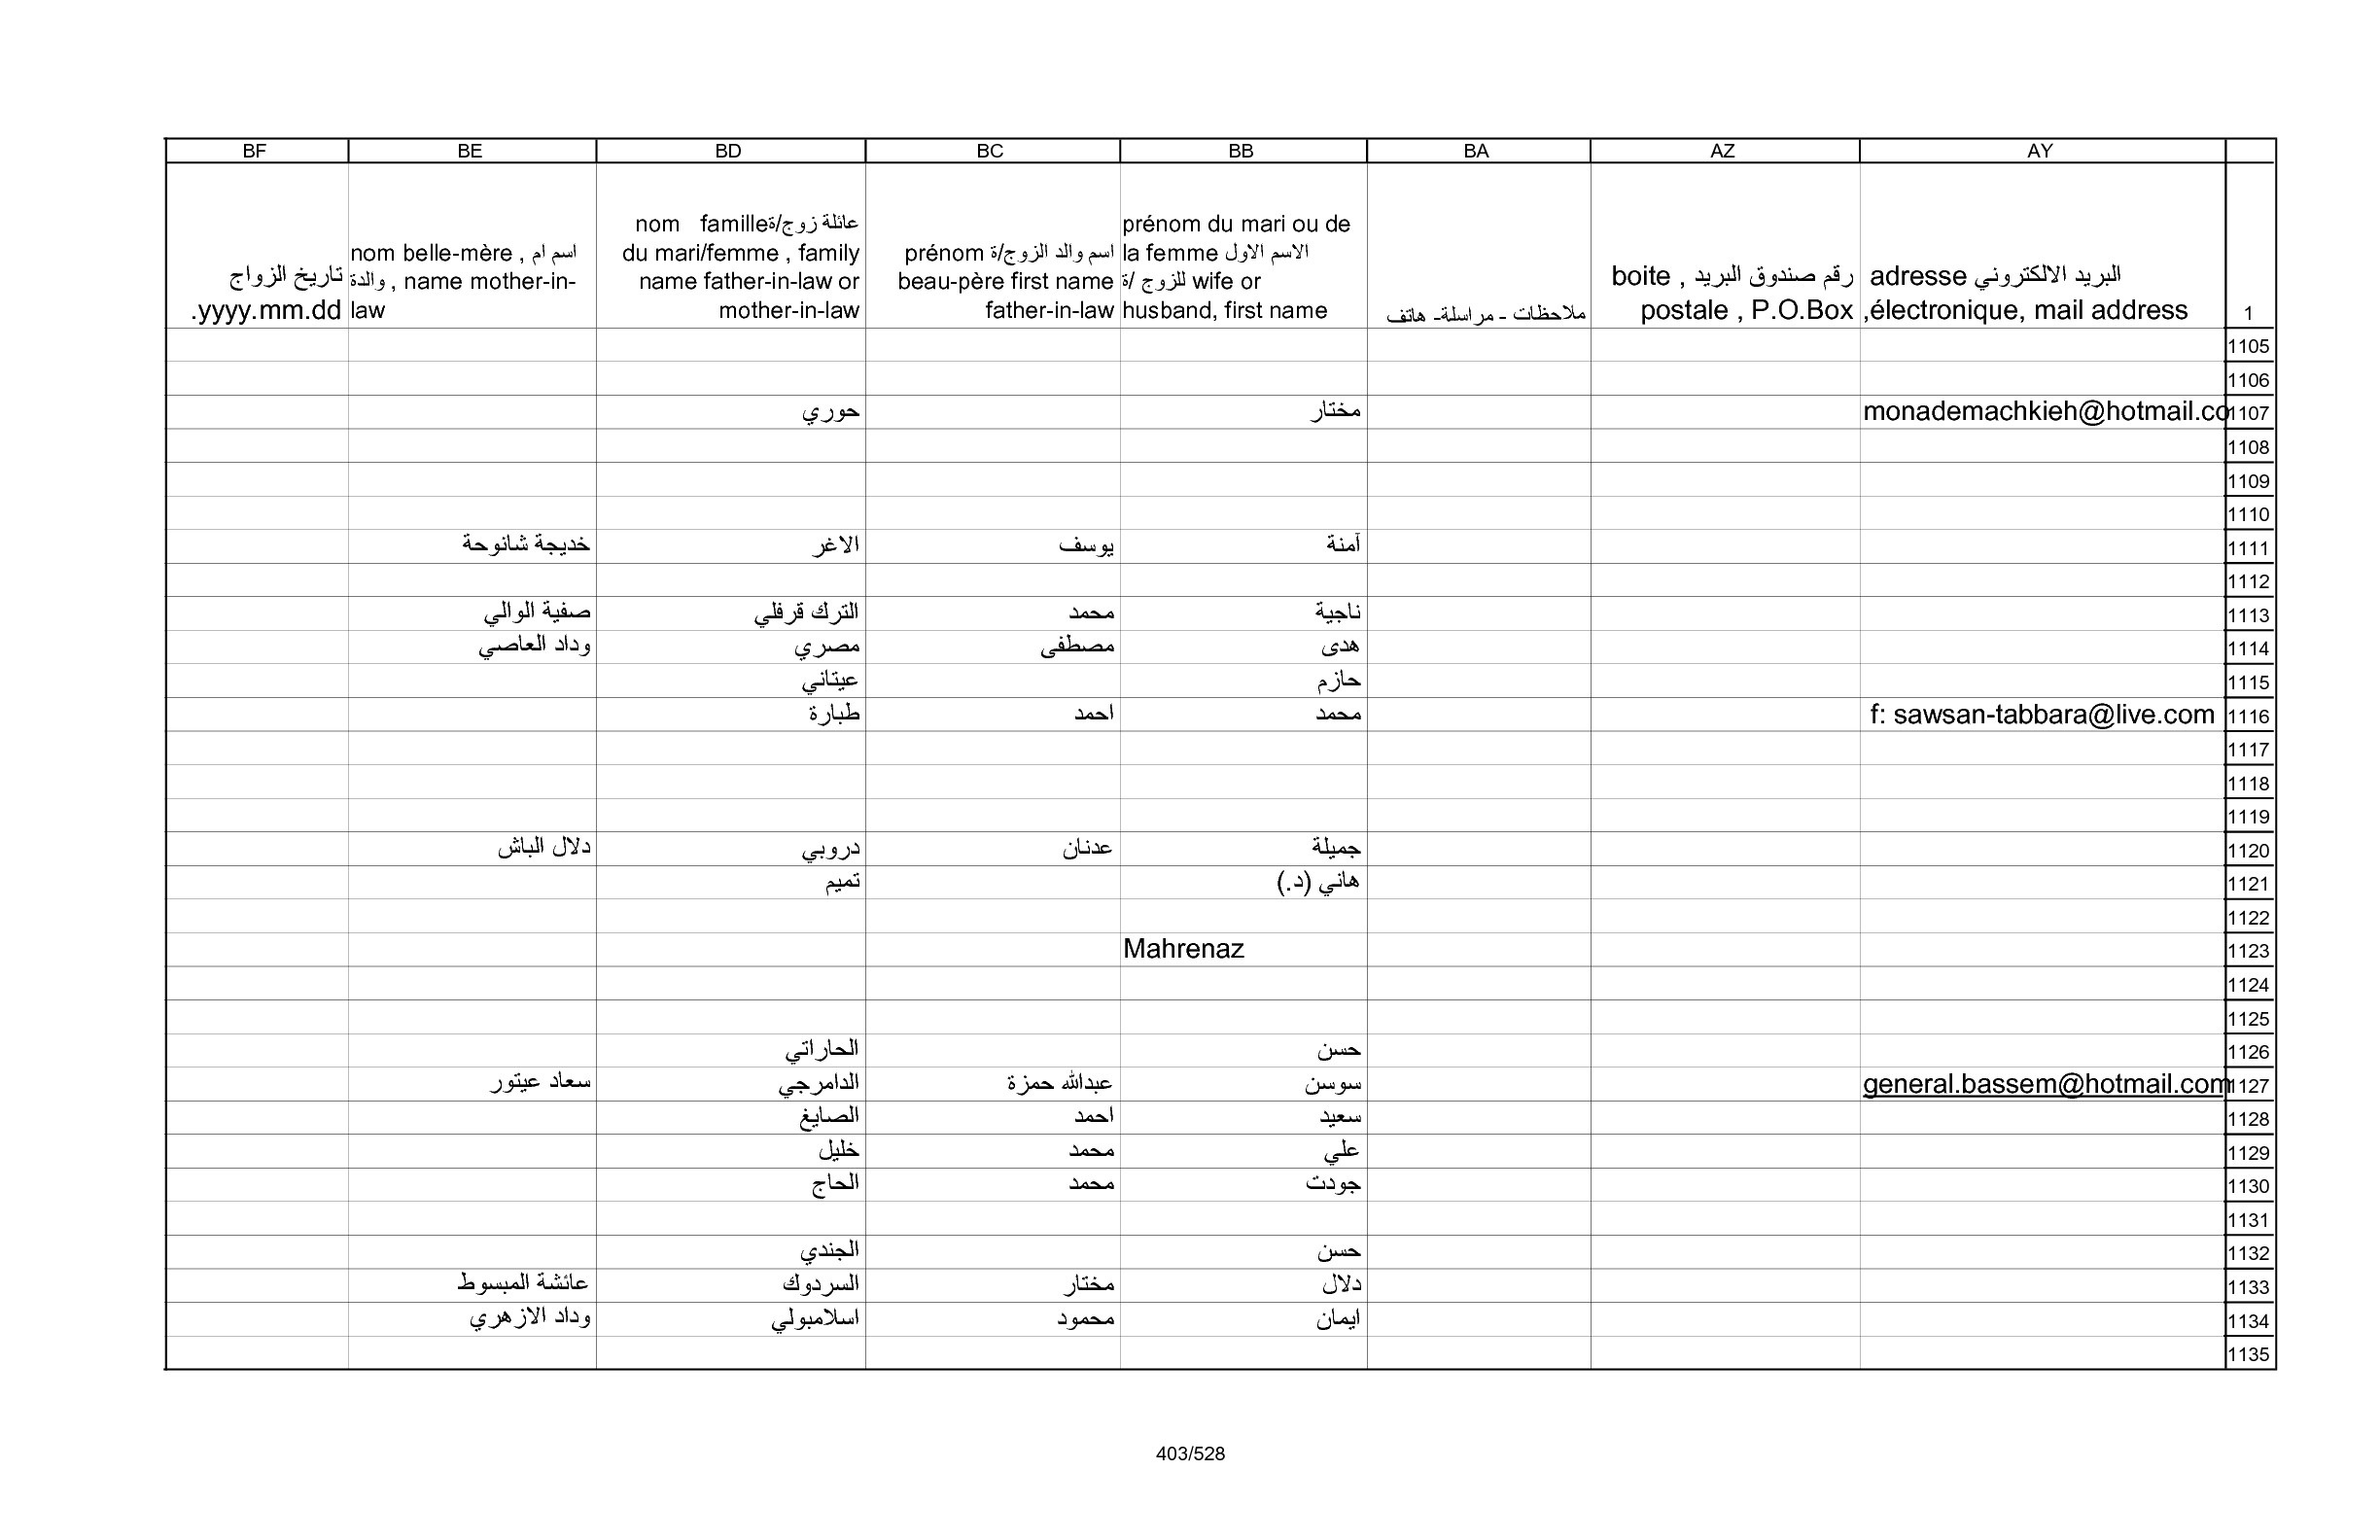 AY AZ BA BB BC BD BE BF
1
البريد الالكتروني adresse
électronique, mail address,
رقم صندوق البريد , boite
postale , P.O.Box
ملاحظات - مراسلة- هاتف
prénom du mari ou de
la femme الاسم الاول
للزوج /ة wife or
husband, first name
اسم والد الزوج/ة prénom
beau-père first name
father-in-law
عائلة زوج/ةnom famille
du mari/femme , family
name father-in-law or
mother-in-law
nom belle-mère , اسم ام
والدة , name mother-in-
law
تاريخ الزواج
yyyy.mm.dd.
1105
1106
1107 monademachkieh@hotmail.co مختار حوري
1108
1109
1110
1111 آمنة يوسف الاغر خديجة شانوحة
1112
1113 ناجية محمد الترك قرفلي صفية الوالي
1114 هدى مصطفى مصري وداد العاصي
1115 حازم عيتاني
1116 f: sawsan-tabbara@live.com محمد احمد طبارة
1117
1118
1119
1120 جميلة عدنان دروبي دلال الباش
1121 هاني (د.) تميم
1122
1123 Mahrenaz
1124
1125
1126 حسن الحاراتي
1127 general.bassem@hotmail.com سوسن عبدالله حمزة الدامرجي سعاد عيتور
1128 سعيد احمد الصايغ
1129 علي محمد خليل
1130 جودت محمد الحاج
1131
1132 حسن الجندي
1133 دلال مختار السردوك عائشة المبسوط
1134 ايمان محمود اسلامبولي وداد الازهري
1135
403/528